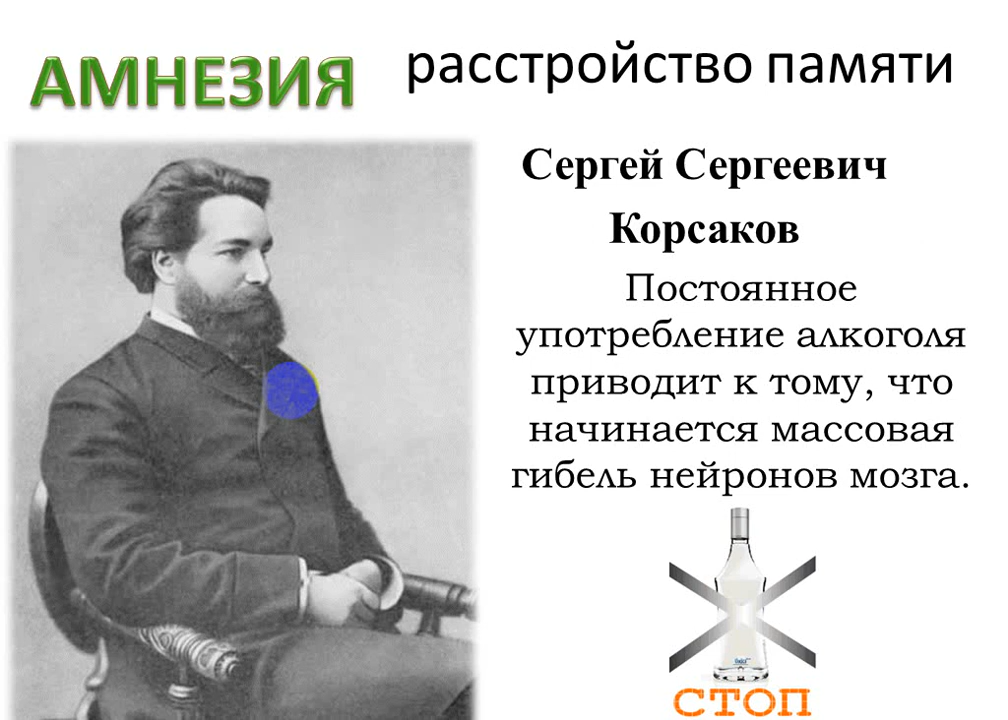 АМНЕЗИЯ
расстройство памяти
Сергей Сергеевич
Корсаков
Постоянное
употребление алкоголя
приводит к тому, что
начинается массовая
гибель нейронов мозга.
СТОП